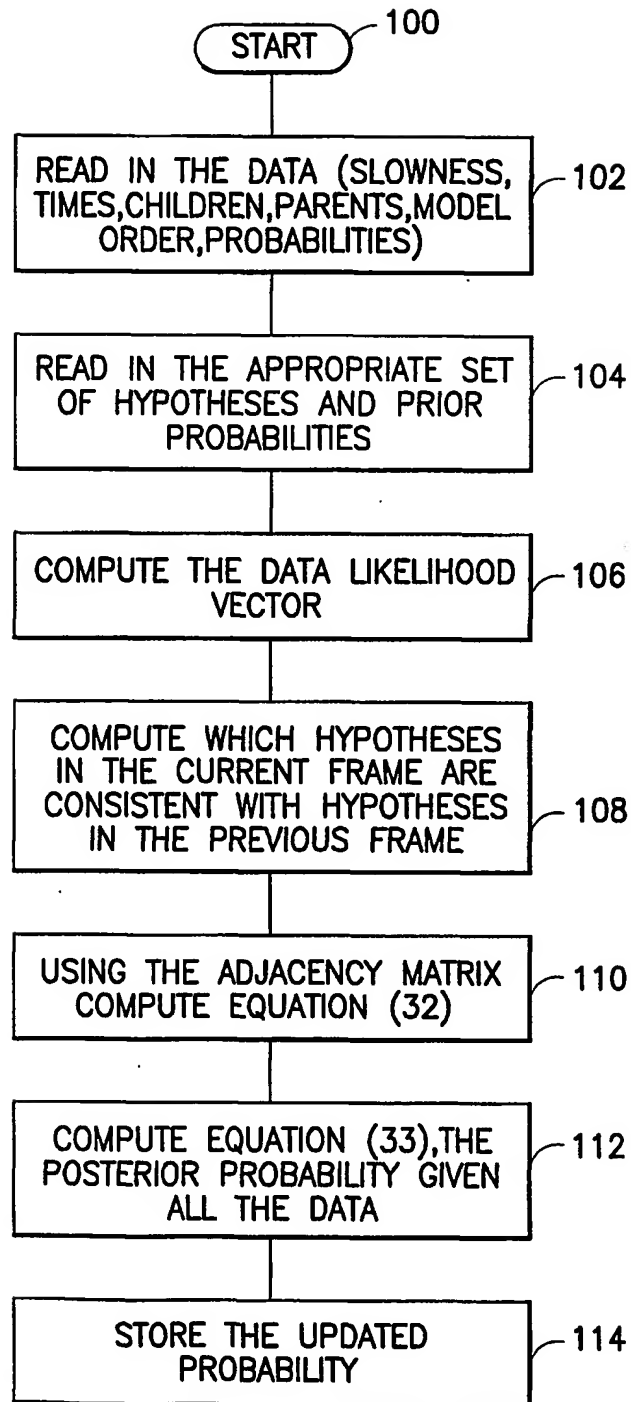 START
100
READ IN THE DATA (SLOWNESS,
TIMES,CHILDREN,PARENTS,MODEL
ORDER,PROBABILITIES)
102
READ IN THE APPROPRIATE SET
OF HYPOTHESES AND PRIOR
PROBABILITIES
104
COMPUTE THE DATA LIKELIHOOD
VECTOR
106
COMPUTE WHICH HYPOTHESES
IN THE CURRENT FRAME ARE
CONSISTENT WITH HYPOTHESES
IN THE PREVIOUS FRAME
108
USING THE ADJACENCY MATRIX
COMPUTE EQUATION (32)
110
COMPUTE EQUATION (33),THE
POSTERIOR PROBABILITY GIVEN
ALL THE DATA
112
STORE THE UPDATED
PROBABILITY
114